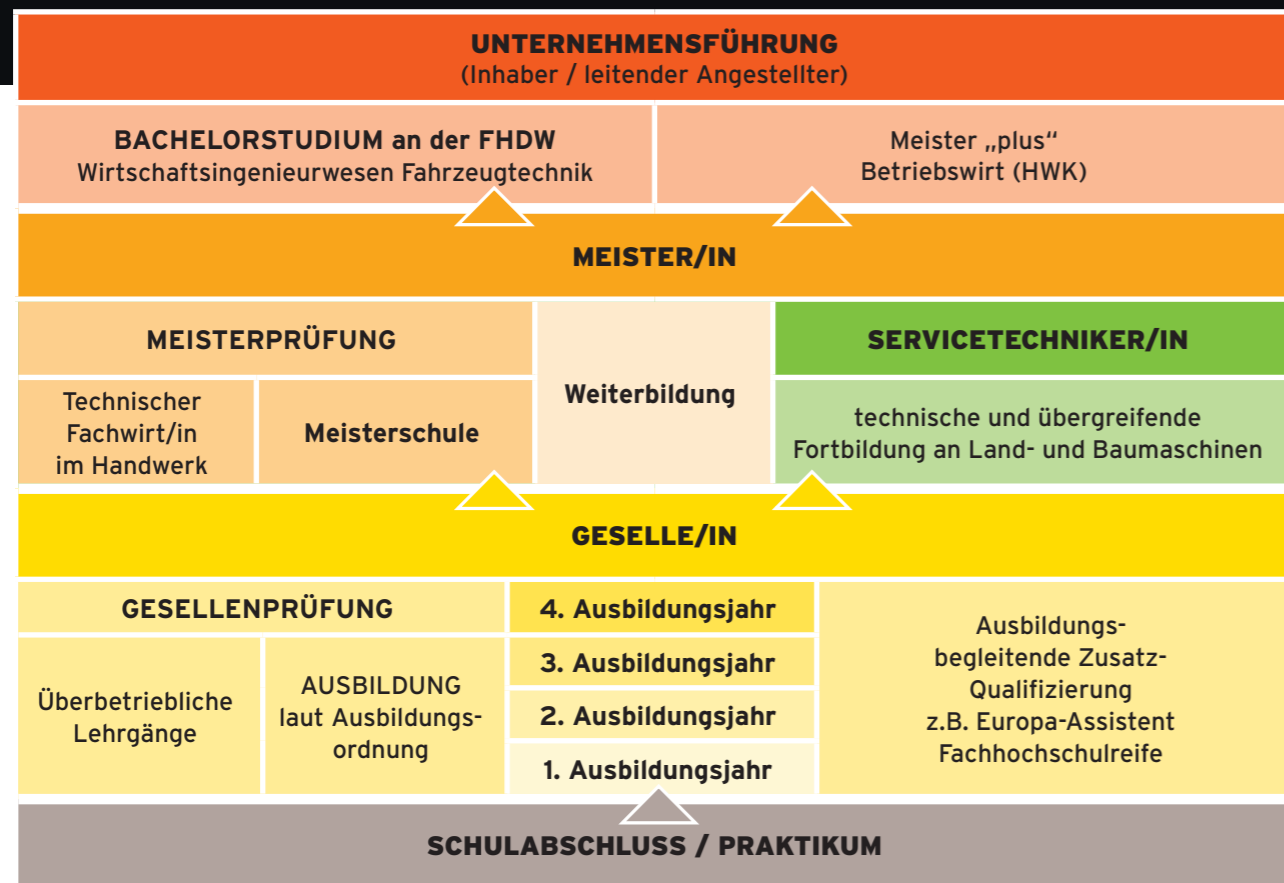 UNTERNEHMENSFÜHRUNG
(Inhaber / leitender Angestellter)
BACHELORSTUDIUM an der FHDW
Wirtschaftsingenieurwesen Fahrzeugtechnik
Meister „plus“
Betriebswirt (HWK)
MEISTER/IN
MEISTERPRÜFUNG
Technischer
Fachwirt/in
im Handwerk
Meisterschule
Weiterbildung
SERVICETECHNIKER/IN
technische und übergreifende
Fortbildung an Land- und Baumaschinen
GESELLE/IN
GESELLENPRÜFUNG
Überbetriebliche
Lehrgänge
AUSBILDUNG
laut Ausbildungs-
ordnung
4. Ausbildungsjahr
3. Ausbildungsjahr
2. Ausbildungsjahr
1. Ausbildungsjahr
Ausbildungs-
begleitende Zusatz-
Qualifizierung
z.B. Europa-Assistent
Fachhochschulreife
SCHULABSCHLUSS / PRAKTIKUM